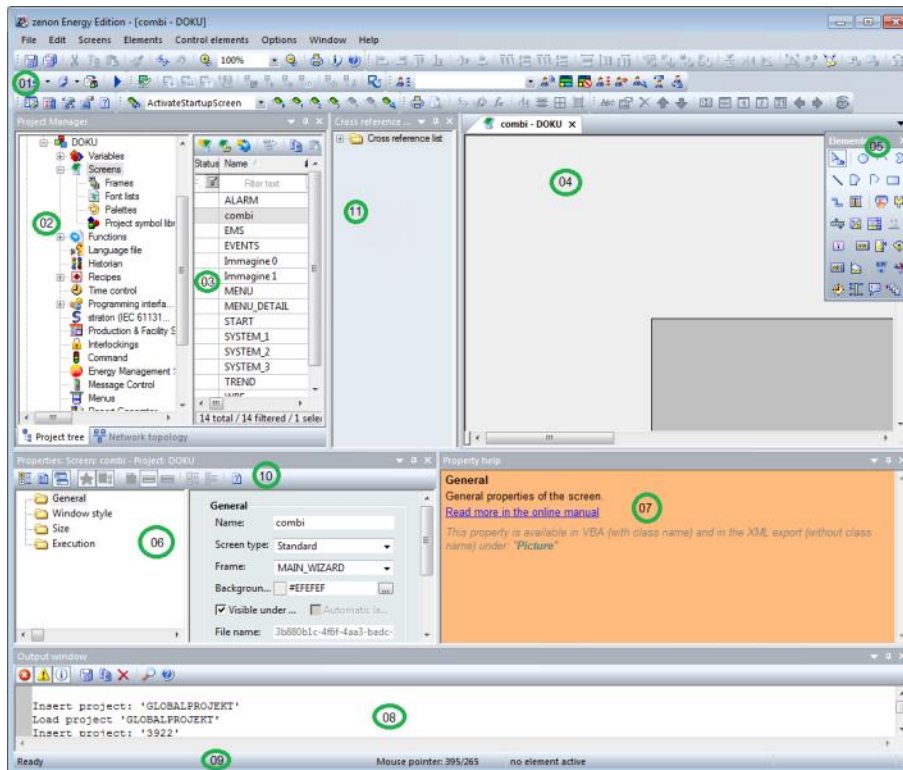 zenon Energy Edition - [combi - DOKU]
File Edit Screens Elements Control elements Options Window Help
100%
01
ActivateStartupScreen
Project Manager
DOKU
Variables
Screens
Frames
Font lists
Palettes
Project symbol libr
02
Functions
Language file
Historian
Recipes
Time control
Programming interfa...
straton (IEC 61131...
Production & Facility S
Interlockings
Command
Energy Management
Message Control
Menus
Project tree
Network topology
Status Name
Filter text
ALARM
combi
EMS
EVENTS
Immagine 0
03
Immagine 1
MENU
MENU_DETAIL
START
SYSTEM_1
SYSTEM_2
SYSTEM_3
TREND
14 total / 14 filtered / 1 sele
Cross reference ...
Cross reference list
11
combi - DOKU
04
05
Properties: Screen: combi - Project: DOKU
10
General
Window style
Size
Execution
06
General
Name: combi
Screen type: Standard
Frame: MAIN_WIZARD
Backgroun... #EFEFEF
Visible under ... Automatic la...
File name: 3b880b1c-4f6f-4aa3-badc-
Property help
General
General properties of the screen.
Read more in the online manual
07
This property is available in VBA (with class name) and in the XML export (without class
name) under: "Picture"
Output window
Insert project: 'GLOBALPROJEKT'
Load project 'GLOBALPROJEKT'
Insert project: '3922'
08
Ready
09
Mouse pointer: 395/265
no element active